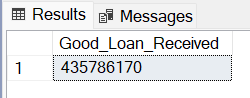 Results Messages
Good_Loan_Received
1 435786170